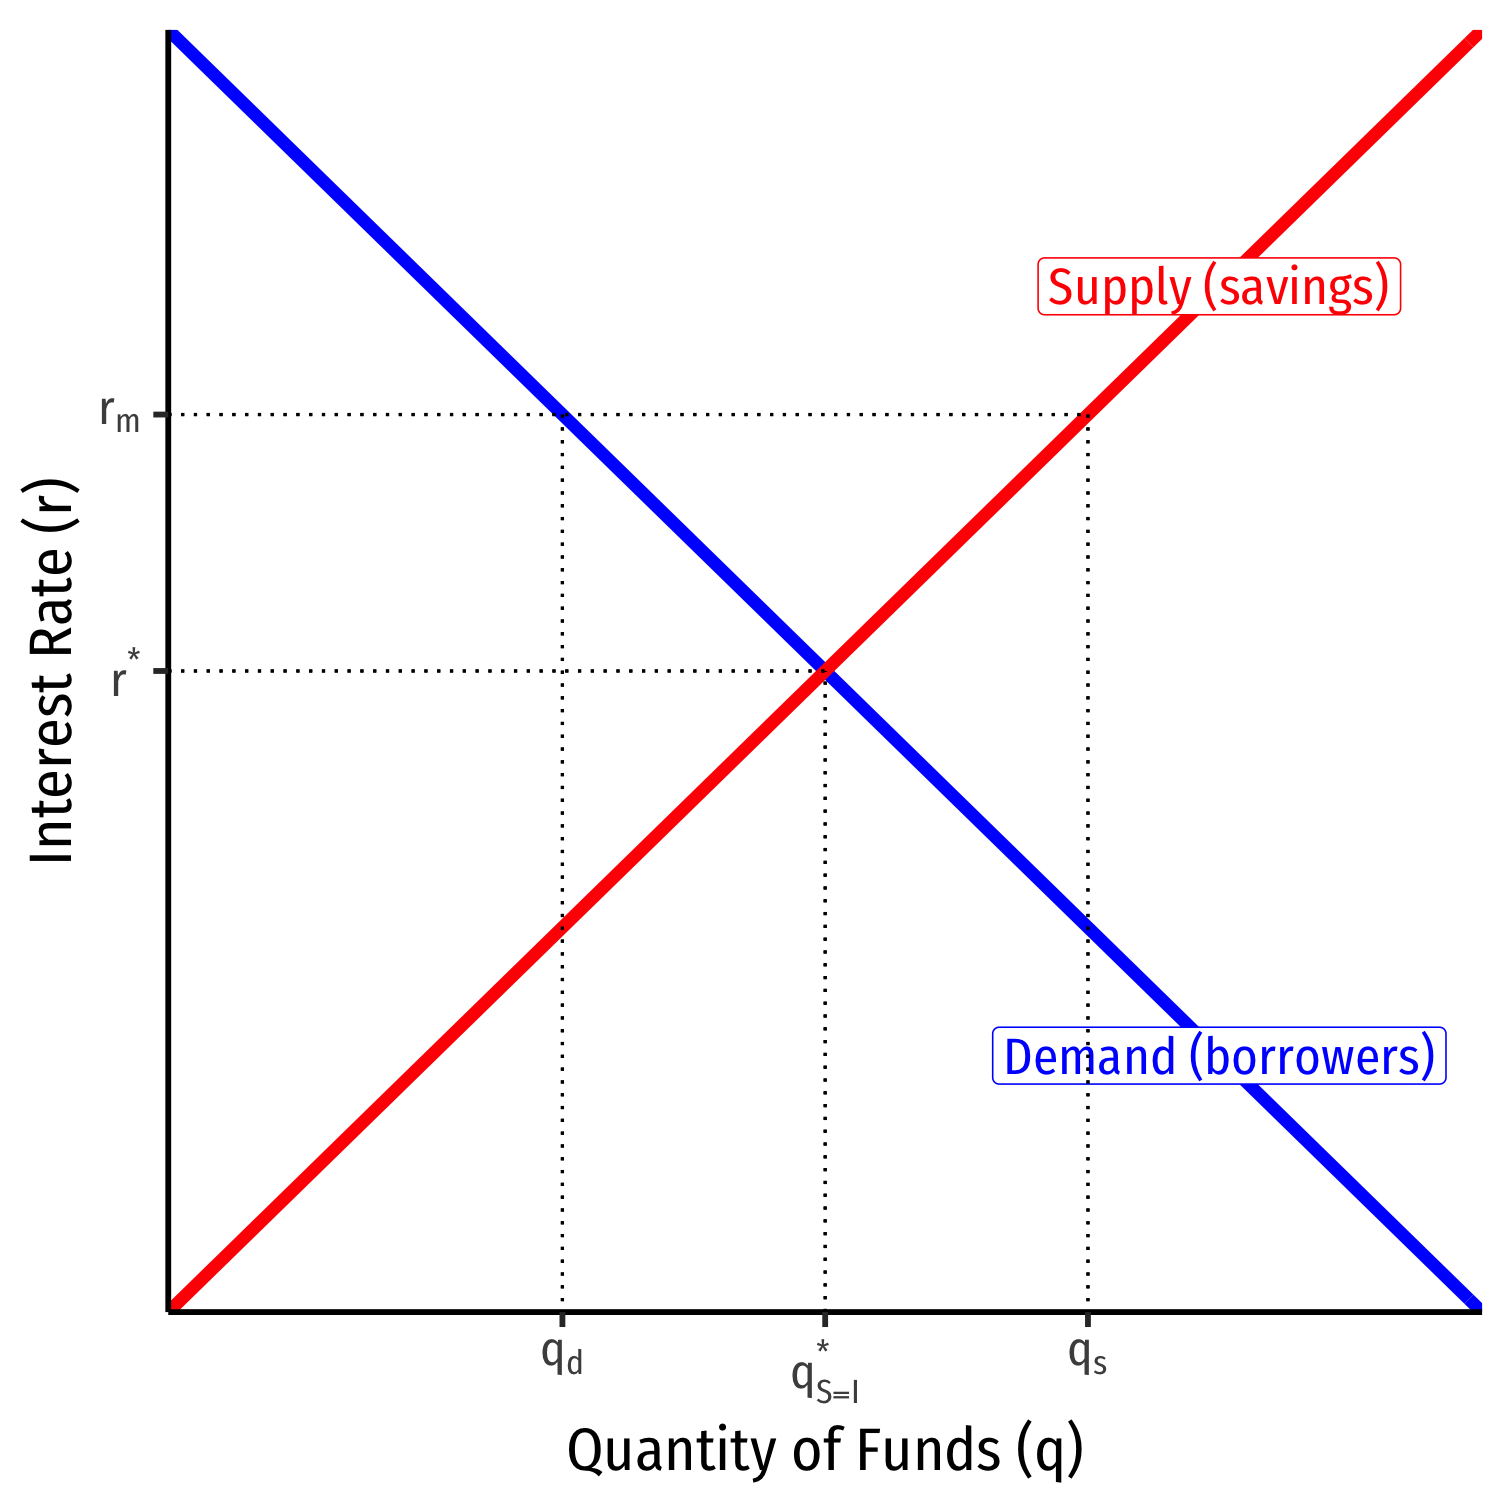 Supply (savings)
rm
r*
Interest Rate (r)
Demand (borrowers)
qd
q*S=I
qs
Quantity of Funds (q)